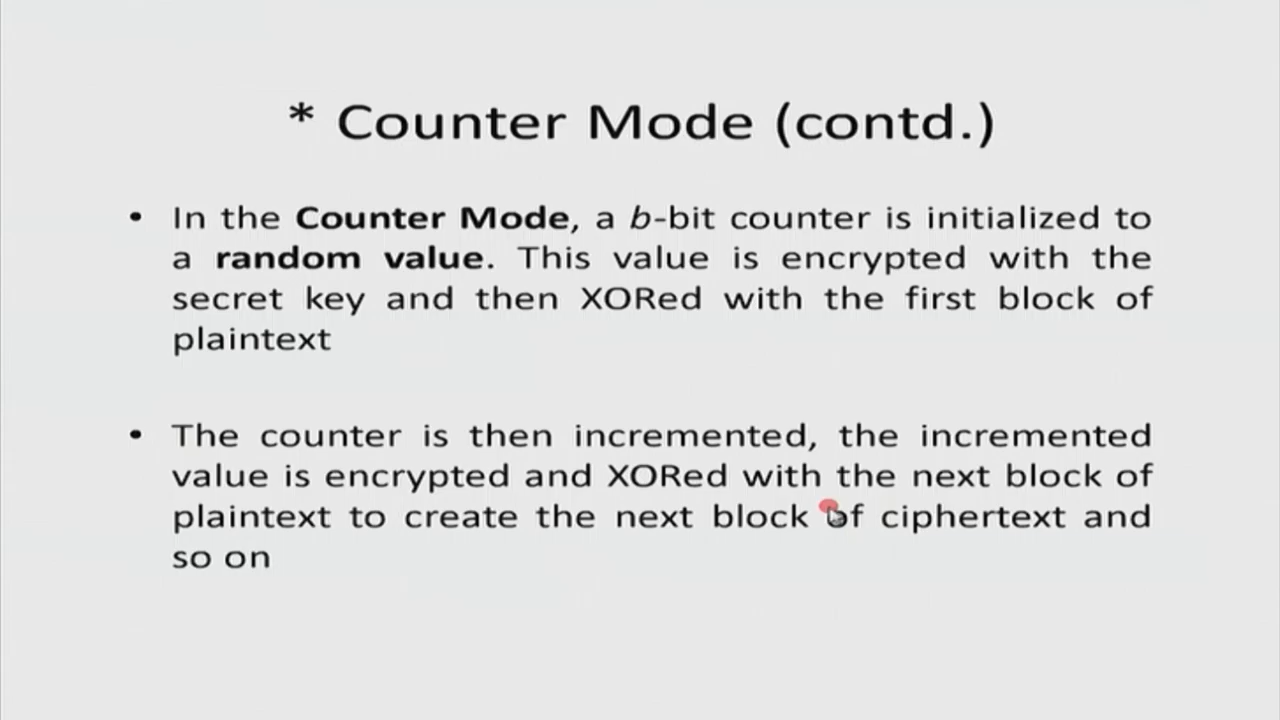 * Counter Mode (contd.)
• In the Counter Mode, a b-bit counter is initialized to
a random value. This value is encrypted with the
secret key and then XORed with the first block of
plaintext
• The counter is then incremented, the incremented
value is encrypted and XORed with the next block of
plaintext to create the next block of ciphertext and
so on